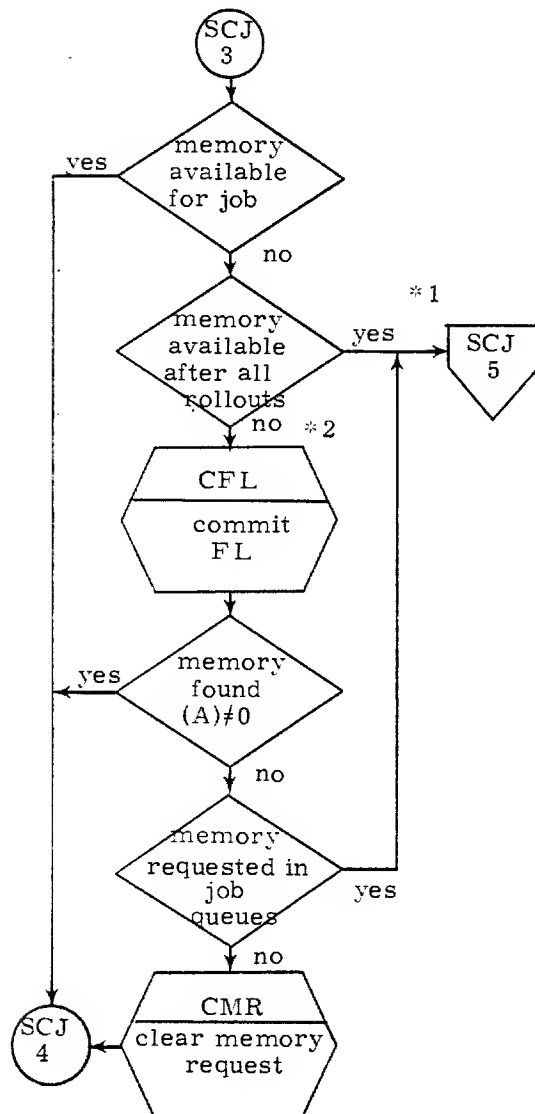 SCJ
3
memory
available
for job
yes
no
*1
memory
available
after all
rollouts
yes
SCJ
5
no
*2
CFL
commit
FL
memory
found
(A)≠0
yes
no
memory
requested in
job
queues
yes
no
CMR
clear memory
request
SCJ
4